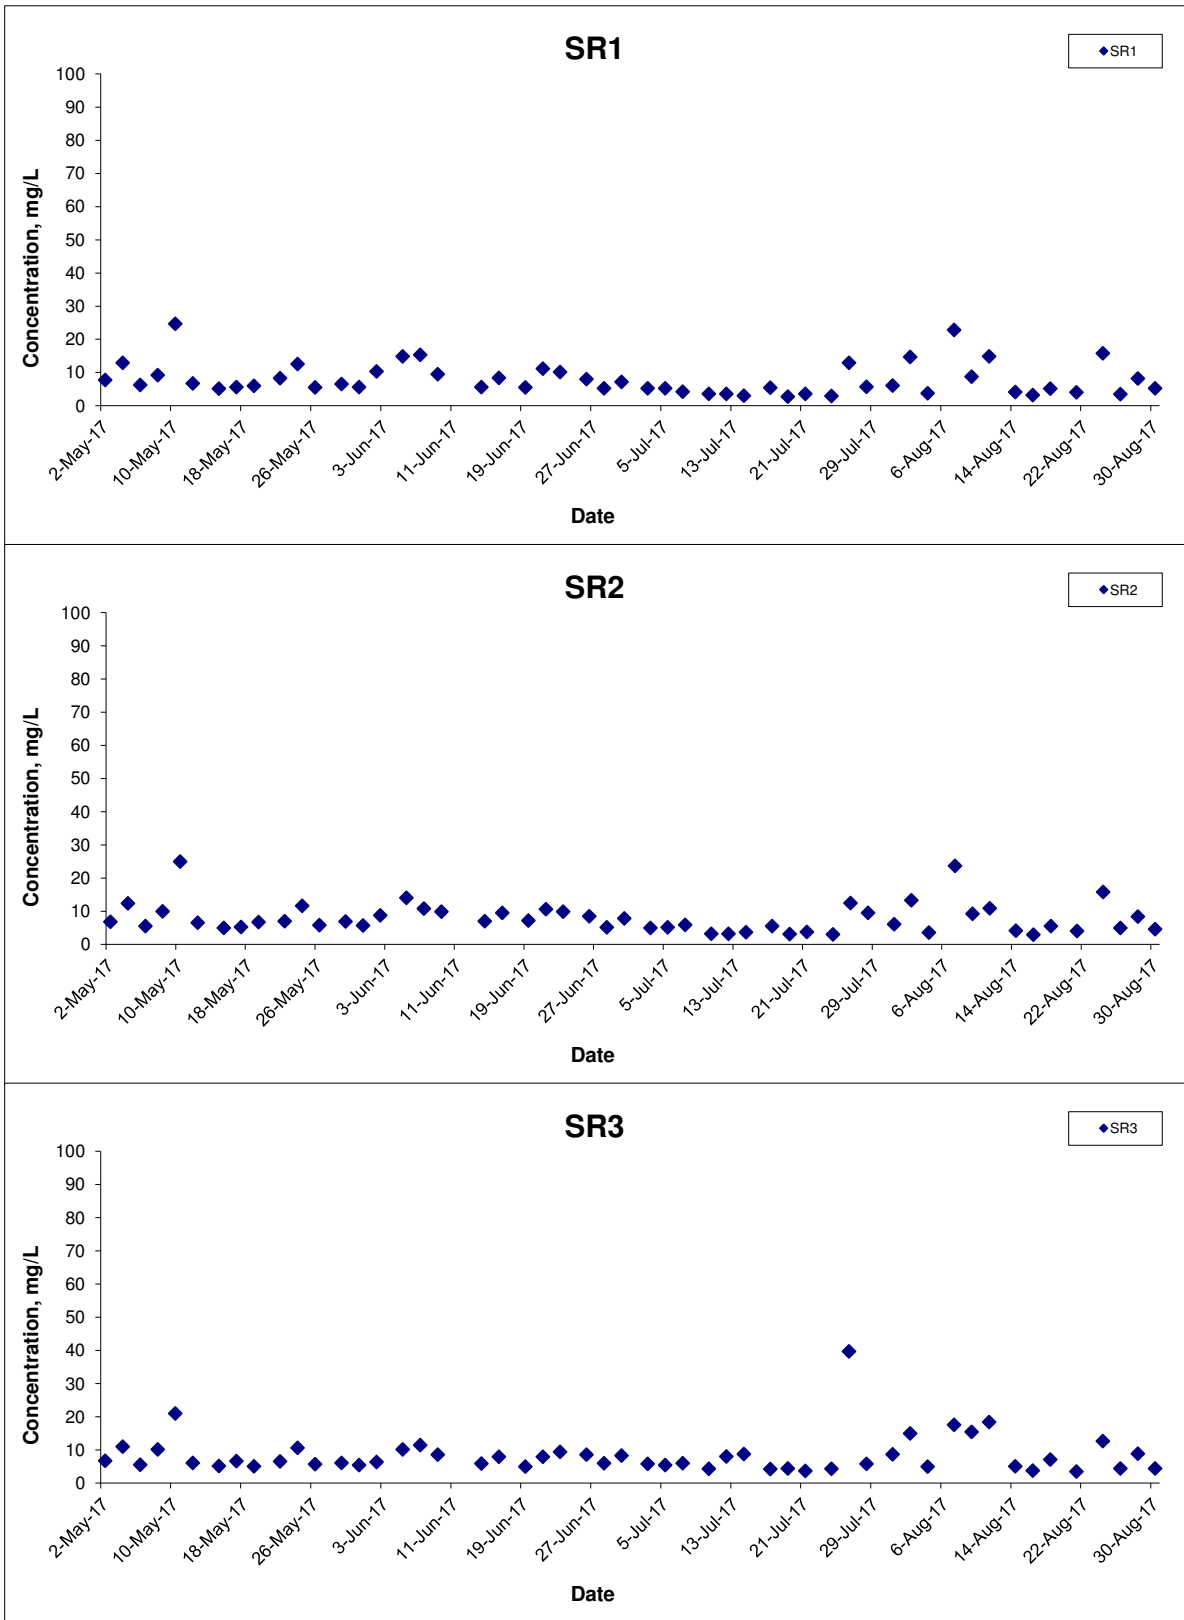 SR1
SR1
100
90
80
70
60
50
40
30
20
10
0
Concentration, mg/L
2-May-17
10-May-17
18-May-17
26-May-17
3-Jun-17
11-Jun-17
19-Jun-17
27-Jun-17
5-Jul-17
13-Jul-17
21-Jul-17
29-Jul-17
6-Aug-17
14-Aug-17
22-Aug-17
30-Aug-17
Date
SR2
SR2
100
90
80
70
60
50
40
30
20
10
0
Concentration, mg/L
2-May-17
10-May-17
18-May-17
26-May-17
3-Jun-17
11-Jun-17
19-Jun-17
27-Jun-17
5-Jul-17
13-Jul-17
21-Jul-17
29-Jul-17
6-Aug-17
14-Aug-17
22-Aug-17
30-Aug-17
Date
SR3
SR3
100
90
80
70
60
50
40
30
20
10
0
Concentration, mg/L
2-May-17
10-May-17
18-May-17
26-May-17
3-Jun-17
11-Jun-17
19-Jun-17
27-Jun-17
5-Jul-17
13-Jul-17
21-Jul-17
29-Jul-17
6-Aug-17
14-Aug-17
22-Aug-17
30-Aug-17
Date